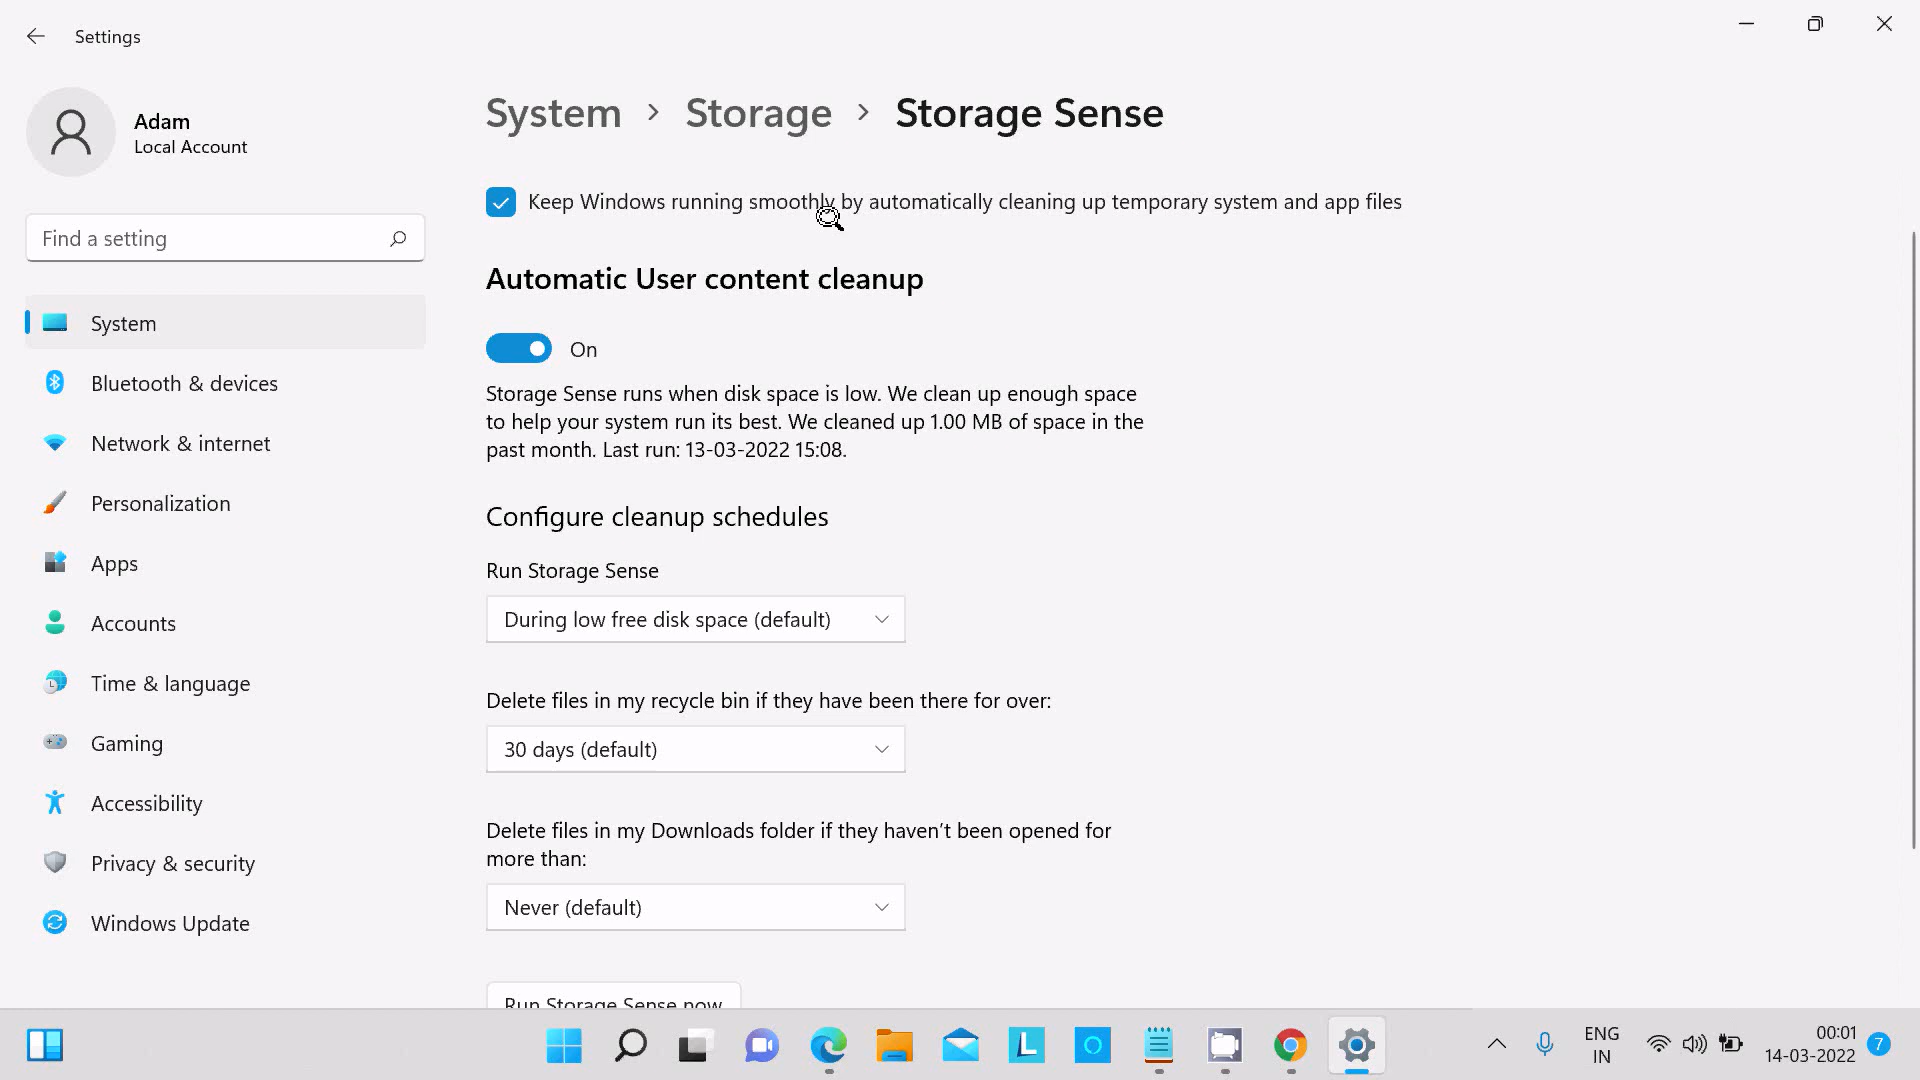 Settings
Adam
Local Account
Find a setting
System
Bluetooth & devices
Network & internet
Personalization
Apps
Accounts
Time & language
Gaming
Accessibility
Privacy & security
Windows Update
System > Storage > Storage Sense
Keep Windows running smoothly by automatically cleaning up temporary system and app files
Automatic User content cleanup
On
Storage Sense runs when disk space is low. We clean up enough space
to help your system run its best. We cleaned up 1.00 MB of space in the
past month. Last run: 13-03-2022 15:08.
Configure cleanup schedules
Run Storage Sense
During low free disk space (default)
Delete files in my recycle bin if they have been there for over:
30 days (default)
Delete files in my Downloads folder if they haven't been opened for
more than:
Never (default)
Run Storage Sense now
L
O
ENG
IN
00:01
14-03-2022
7